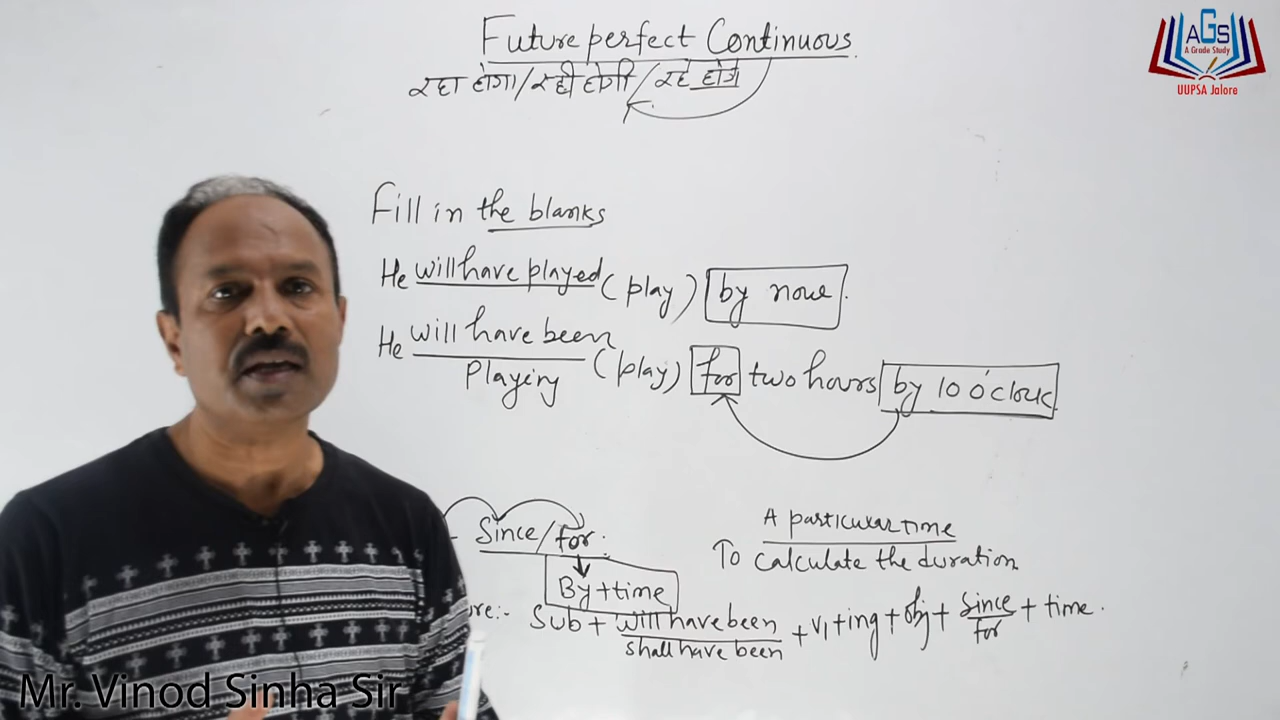 Future perfect Continuous.
रहा होगा/रही होगी/रहे होंगे
AGS
A Grade Study
UUPSA Jalore
Fill in the blanks
He will have played (play) by now.
He will have been playing (play) for two hours by 10 o'clock
Since/for.
By+time
A particular time
To calculate the duration
re:- Sub + will have been + v1 + ing + obj + Since + time.
shall have been for
Mr. Vinod Sinha Sir